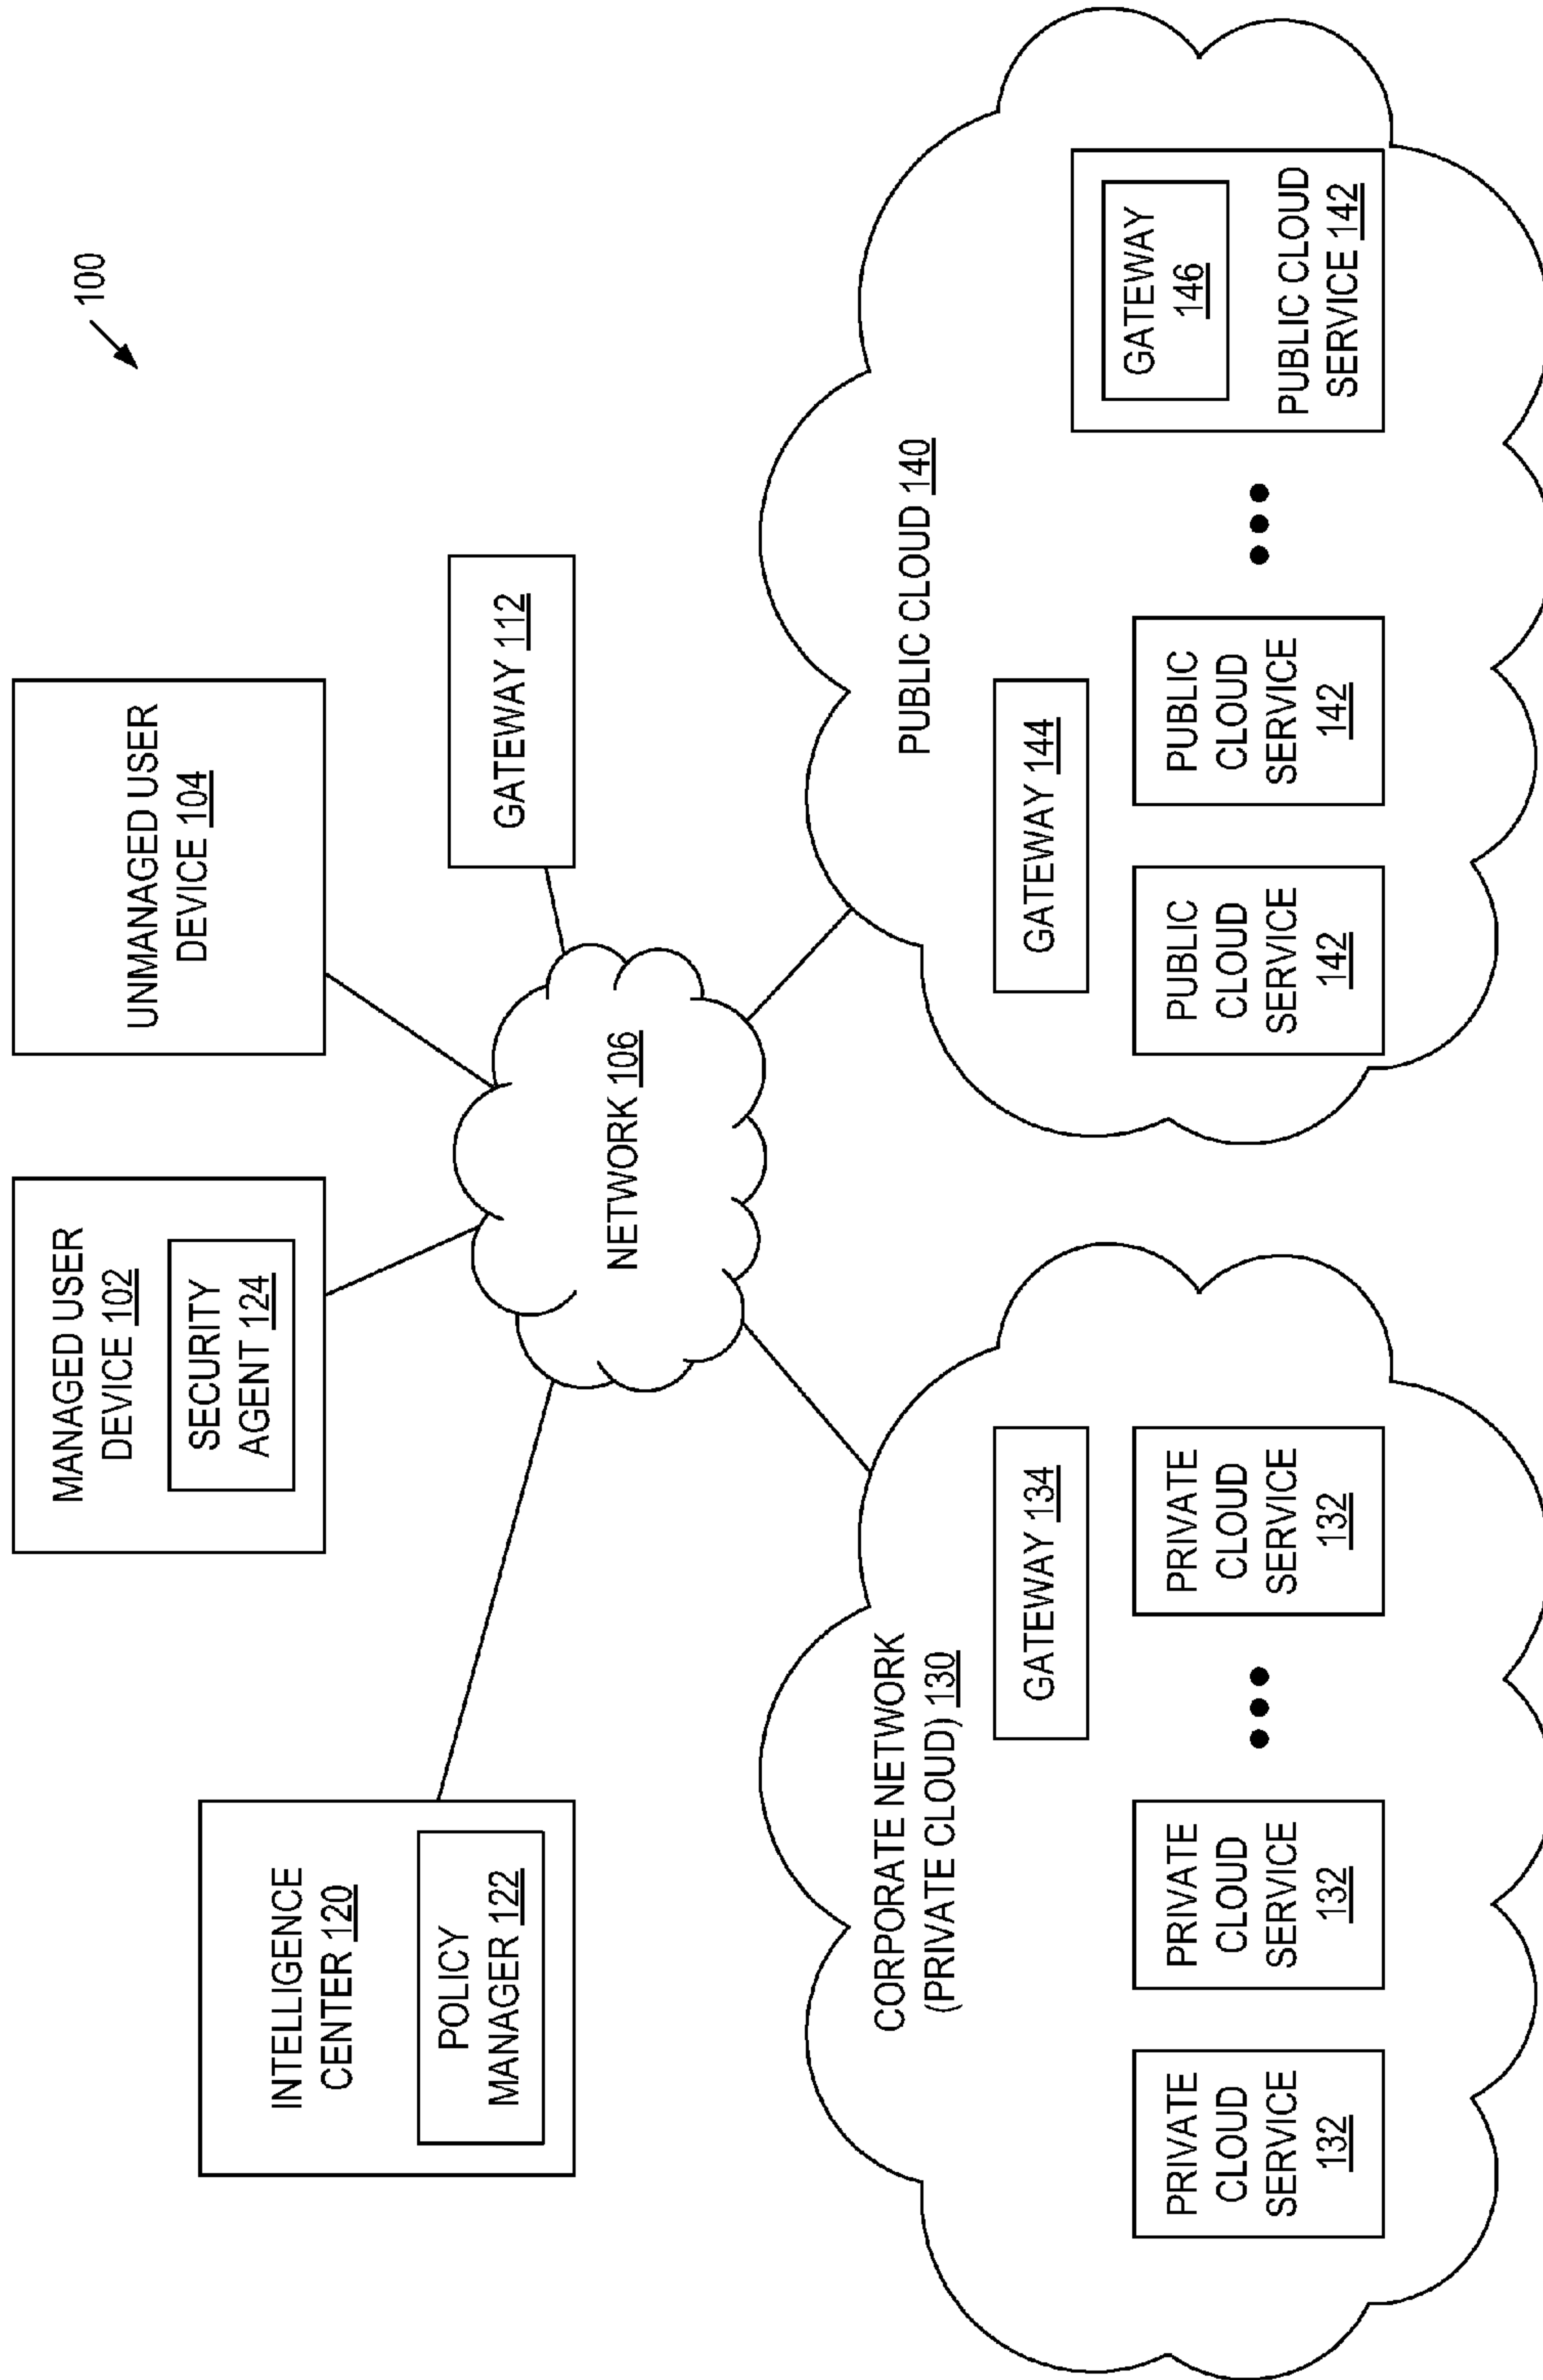 100
MANAGED USER
DEVICE 102
SECURITY
AGENT 124
UNMANAGED USER
DEVICE 104
INTELLIGENCE
CENTER 120
POLICY
MANAGER 122
GATEWAY 112
NETWORK 106
CORPORATE NETWORK
(PRIVATE CLOUD) 130
GATEWAY 134
PRIVATE
CLOUD
SERVICE
132
PRIVATE
CLOUD
SERVICE
132
PRIVATE
CLOUD
SERVICE
132
PUBLIC CLOUD 140
GATEWAY 144
PUBLIC
CLOUD
SERVICE
142
PUBLIC
CLOUD
SERVICE
142
GATEWAY
146
PUBLIC CLOUD
SERVICE 142